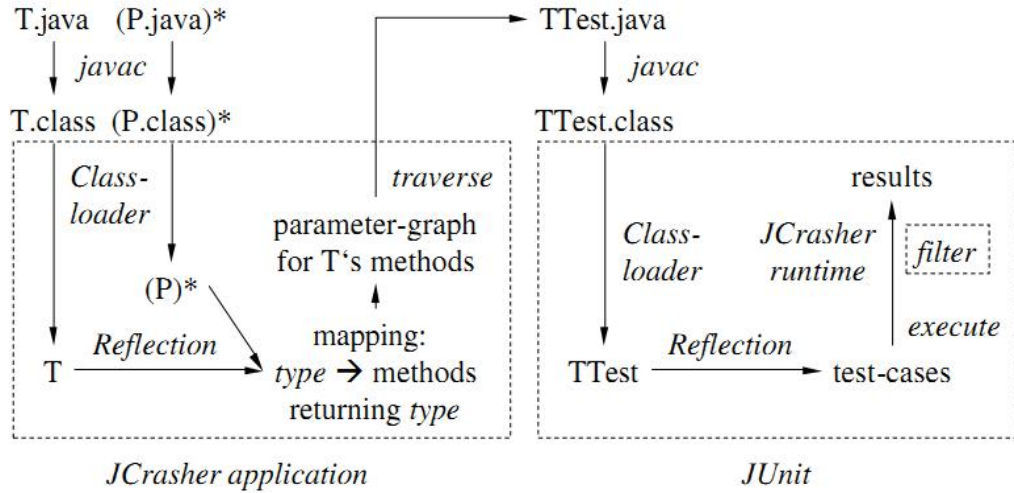 T.java (P.java)*
javac
T.class (P.class)*
Class-
loader
(P)*
T
Reflection
mapping:
type → methods
returning type
parameter-graph
for T‘s methods
traverse
JCrasher application
TTest.java
javac
TTest.class
Class-
loader
TTest
Reflection
test-cases
execute
JCrasher
runtime
filter
results
JUnit